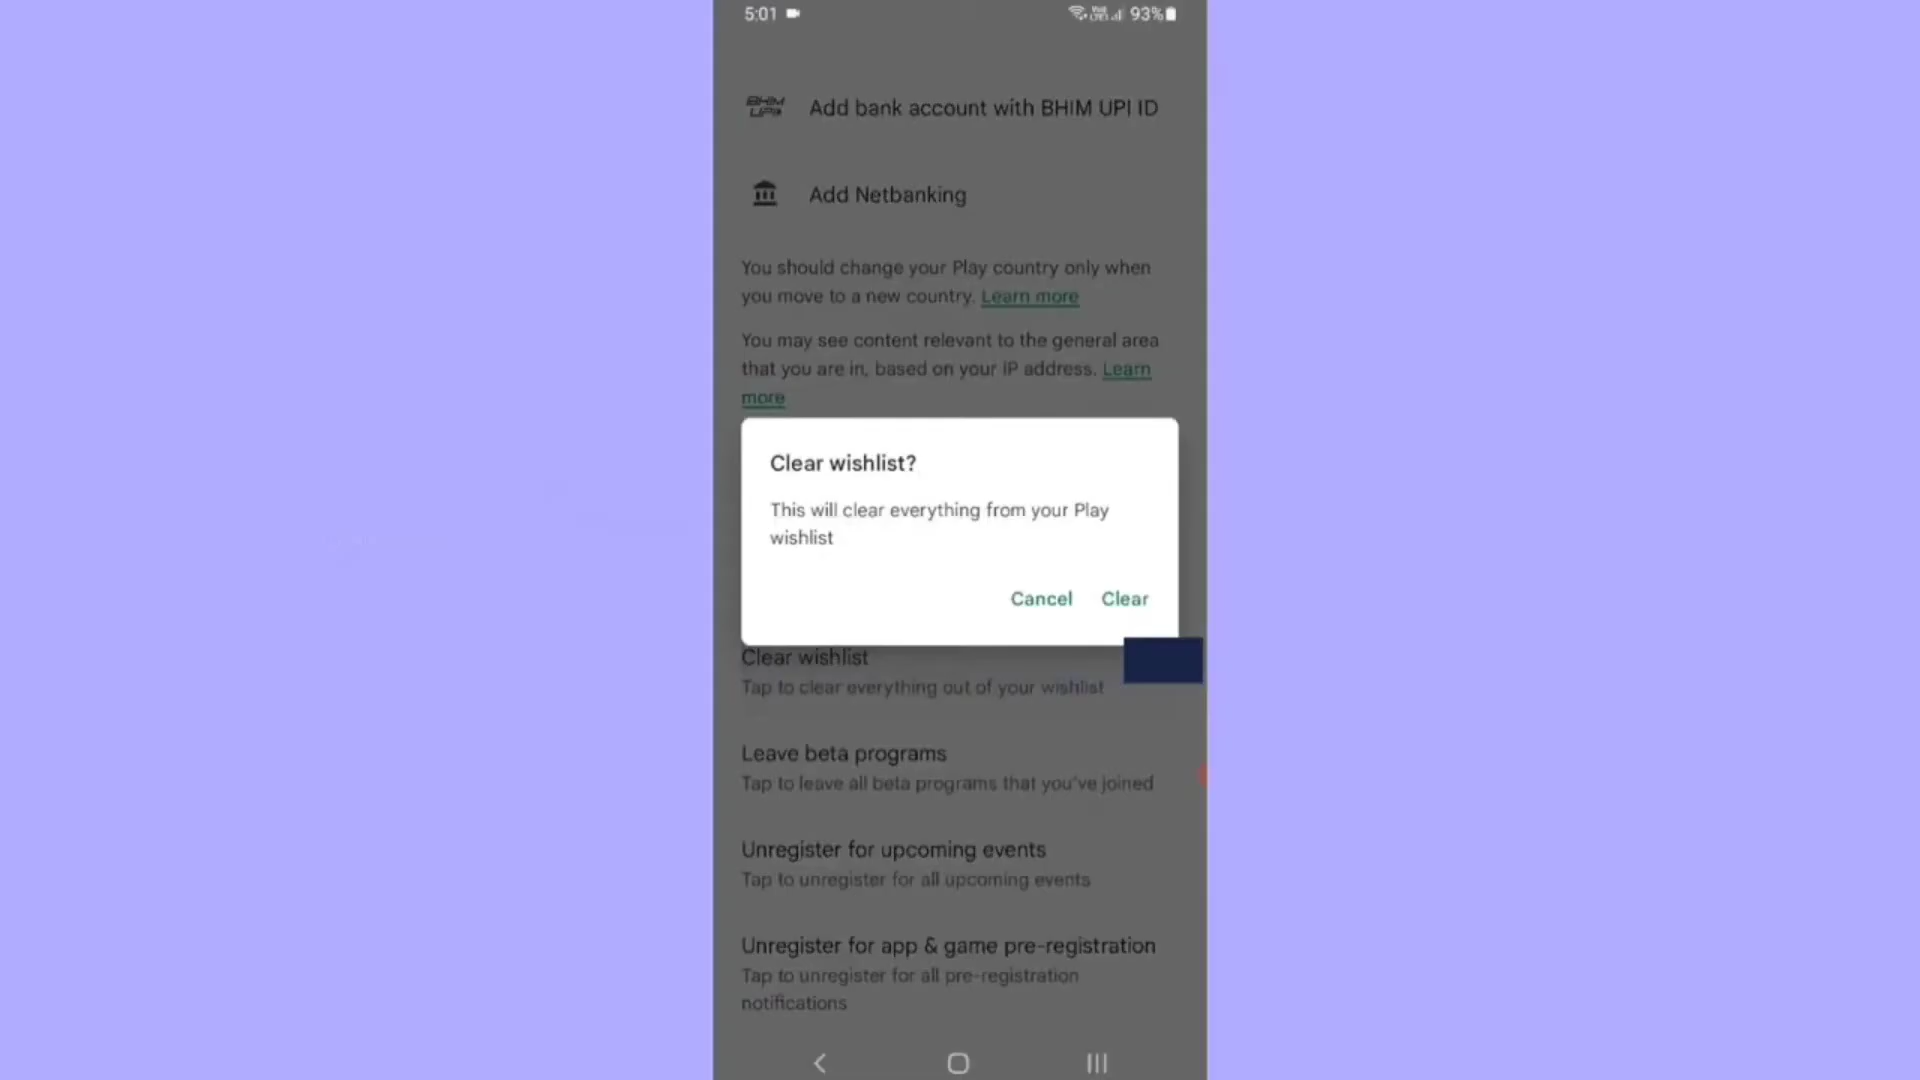 5:01
93%
BHIM
UPI
Add bank account with BHIM UPI ID
Add Netbanking
You should change your Play country only when
you move to a new country. Learn more
You may see content relevant to the general area
that you are in, based on your IP address. Learn
more
Clear wishlist?
This will clear everything from your Play
wishlist
Cancel Clear
Clear wishlist
Tap to clear everything out of your wishlist
Leave beta programs
Tap to leave all beta programs that you've joined
Unregister for upcoming events
Tap to unregister for all upcoming events
Unregister for app & game pre-registration
Tap to unregister for all pre-registration
notifications